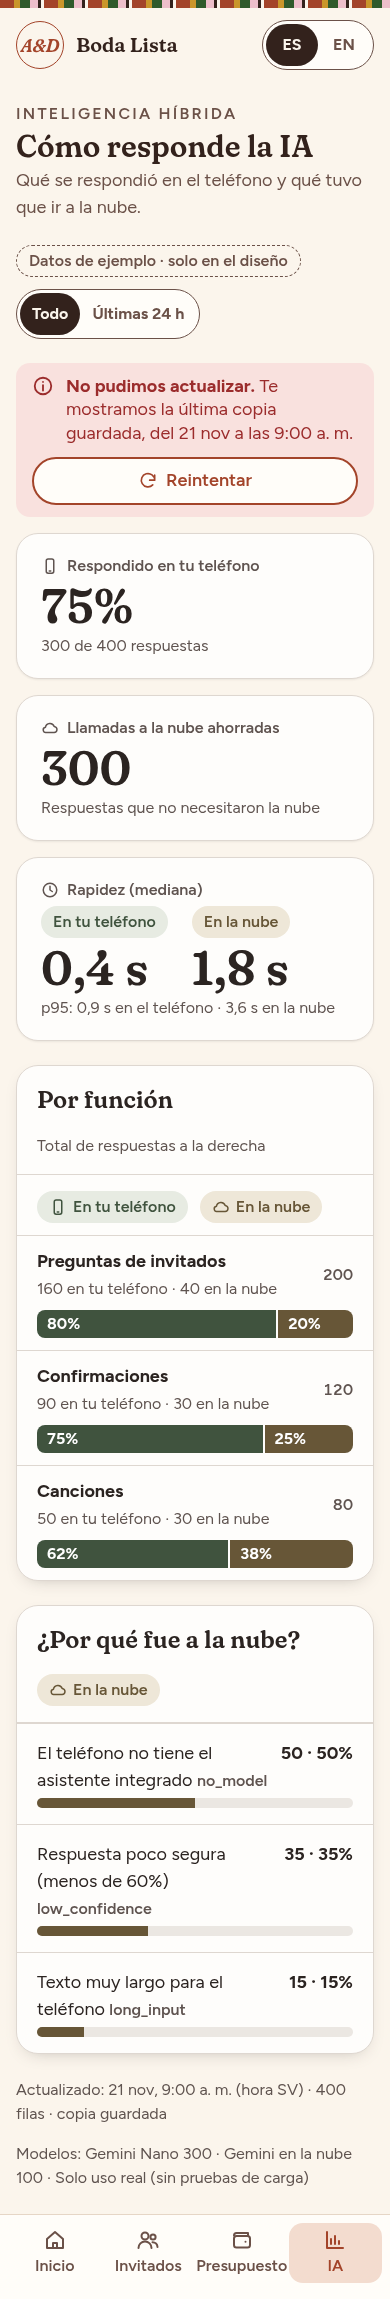 A&D Boda Lista ES EN
INTELIGENCIA HÍBRIDA
Cómo responde la IA
Qué se respondió en el teléfono y qué tuvo
que ir a la nube.
Datos de ejemplo · solo en el diseño
Todo Últimas 24 h
No pudimos actualizar. Te
mostramos la última copia
guardada, del 21 nov a las 9:00 a. m.
Reintentar
Respondido en tu teléfono
75%
300 de 400 respuestas
Llamadas a la nube ahorradas
300
Respuestas que no necesitaron la nube
Rapidez (mediana)
En tu teléfono En la nube
0,4 s 1,8 s
p95: 0,9 s en el teléfono · 3,6 s en la nube
Por función
Total de respuestas a la derecha
En tu teléfono En la nube
Preguntas de invitados
160 en tu teléfono · 40 en la nube 200
80% 20%
Confirmaciones
90 en tu teléfono · 30 en la nube 120
75% 25%
Canciones
50 en tu teléfono · 30 en la nube 80
62% 38%
¿Por qué fue a la nube?
En la nube
El teléfono no tiene el 50 · 50%
asistente integrado no_model
Respuesta poco segura 35 · 35%
(menos de 60%)
low_confidence
Texto muy largo para el 15 · 15%
teléfono long_input
Actualizado: 21 nov, 9:00 a. m. (hora SV) · 400
filas · copia guardada
Modelos: Gemini Nano 300 · Gemini en la nube
100 · Solo uso real (sin pruebas de carga)
Inicio Invitados Presupuesto IA